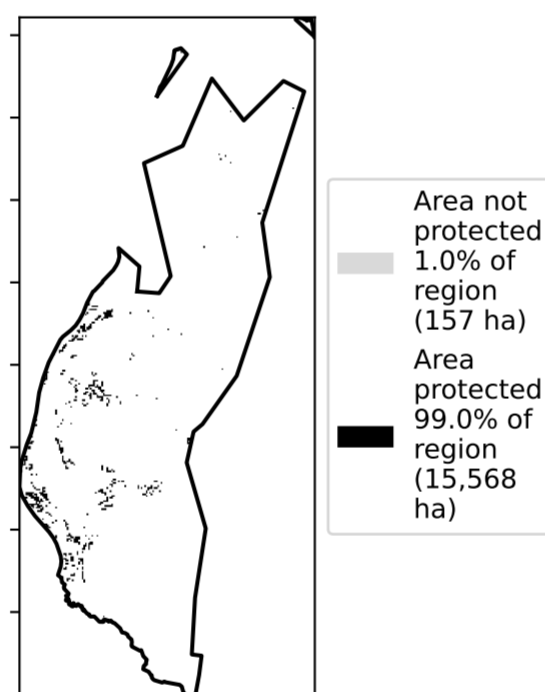 Area not
protected
1.0% of
region
(157 ha)
Area
protected
99.0% of
region
(15,568
ha)